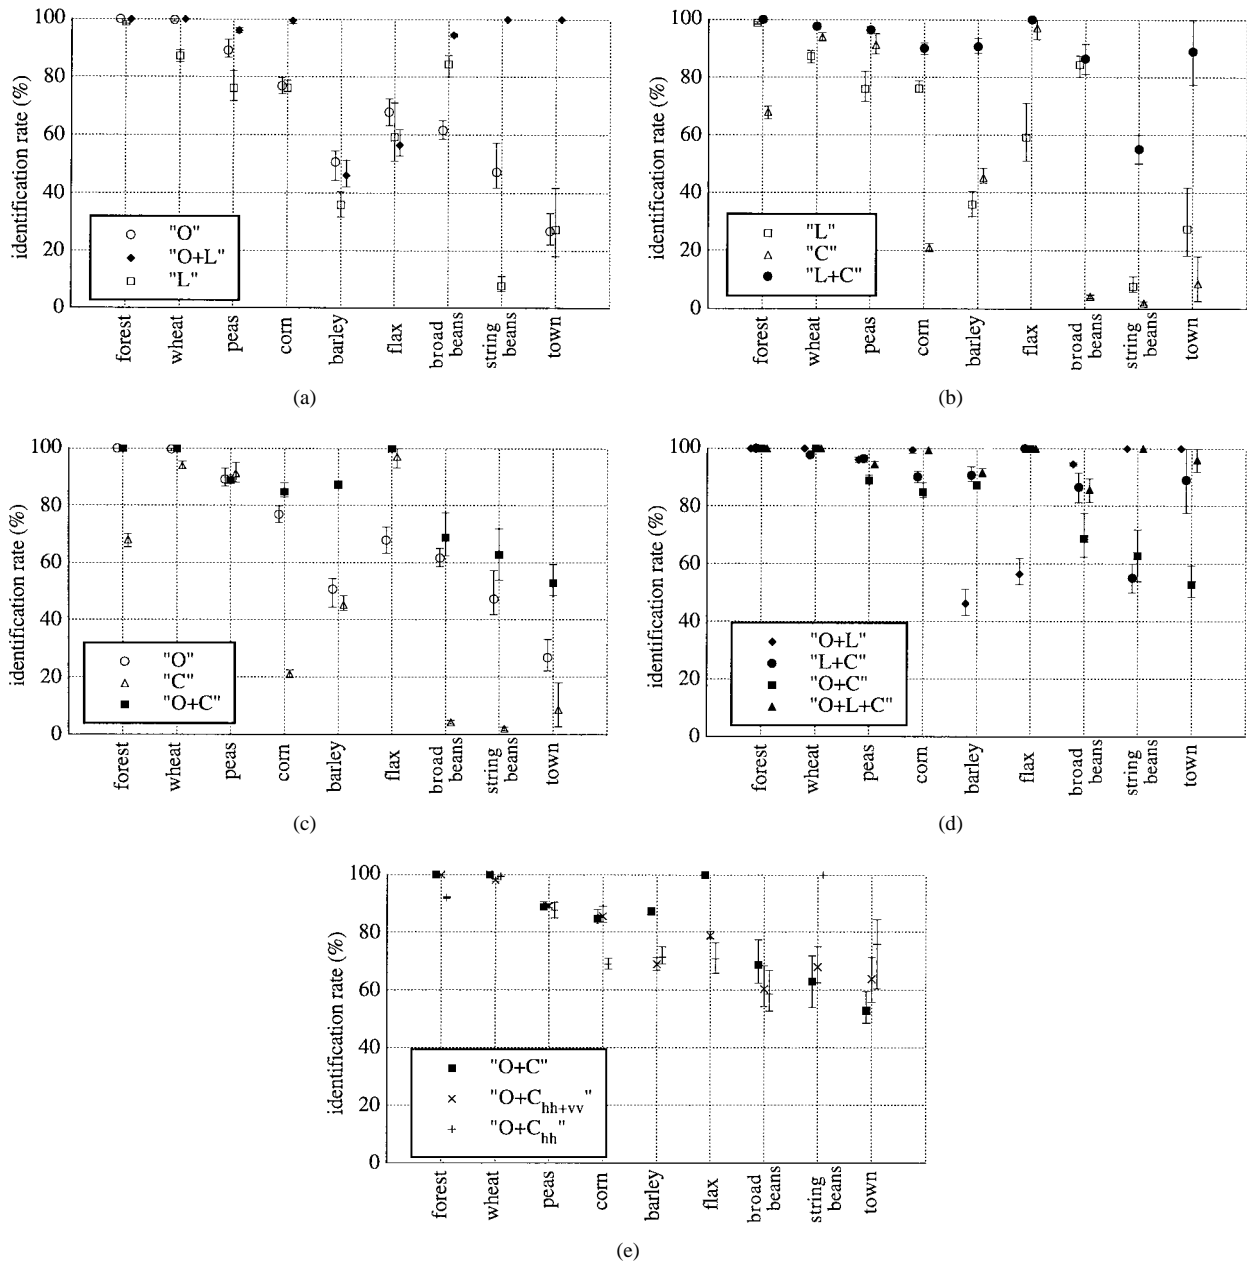 100
80
60
40
20
0
identification rate (%)
"O"
"O+L"
"L"
forest
wheat
peas
corn
barley
flax
broad
beans
string
beans
town
(a)
100
80
60
40
20
0
identification rate (%)
"L"
"C"
"L+C"
forest
wheat
peas
corn
barley
flax
broad
beans
string
beans
town
(b)
100
80
60
40
20
0
identification rate (%)
"O"
"C"
"O+C"
forest
wheat
peas
corn
barley
flax
broad
beans
string
beans
town
(c)
100
80
60
40
20
0
identification rate (%)
"O+L"
"L+C"
"O+C"
"O+L+C"
forest
wheat
peas
corn
barley
flax
broad
beans
string
beans
town
(d)
100
80
60
40
20
0
identification rate (%)
"O+C"
"O+Chh+vv"
"O+Chh"
forest
wheat
peas
corn
barley
flax
broad
beans
string
beans
town
(e)